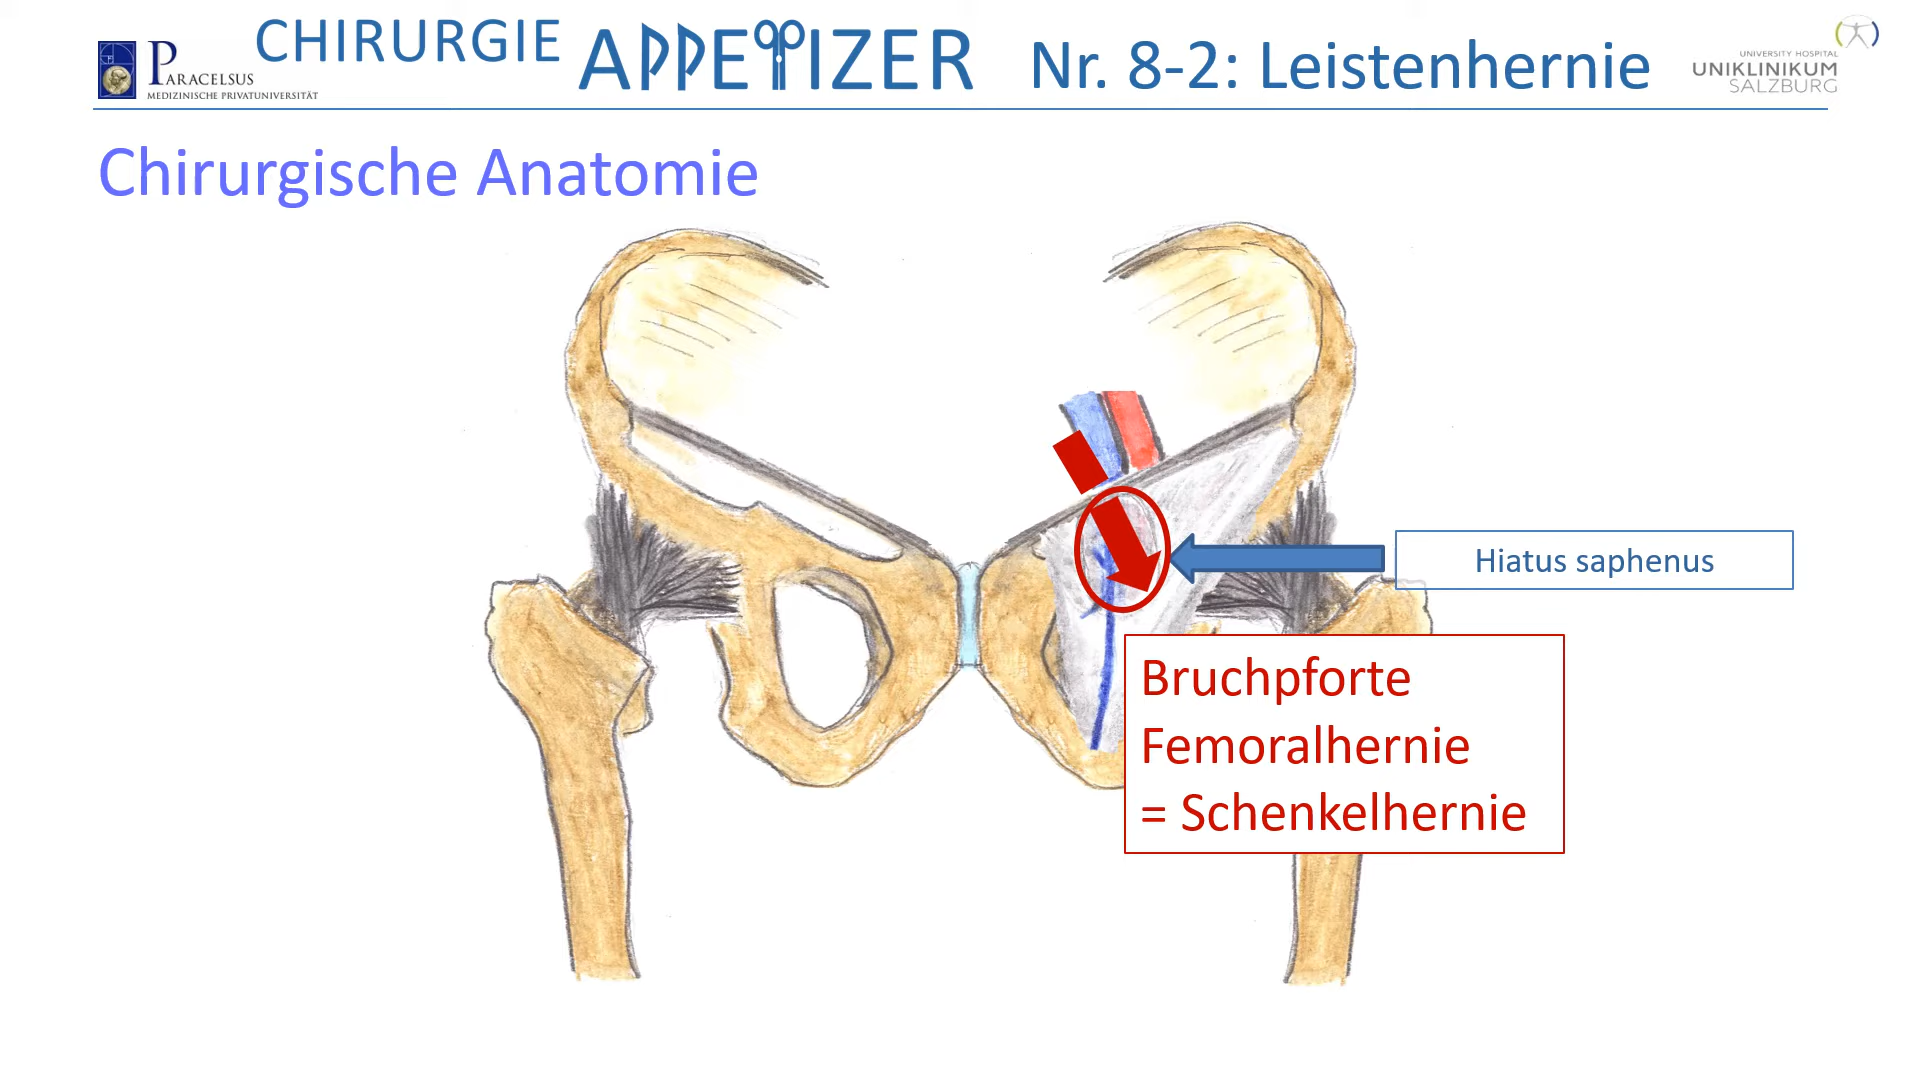 CHIRURGIE APPETIZER Nr. 8-2: Leistenhernie
PARACELSUS
MEDIZINISCHE PRIVATUNIVERSITÄT
UNIVERSITY HOSPITAL
UNIKLINIKUM
SALZBURG
Chirurgische Anatomie
Hiatus saphenus
Bruchpforte
Femoralhernie
= Schenkelhernie